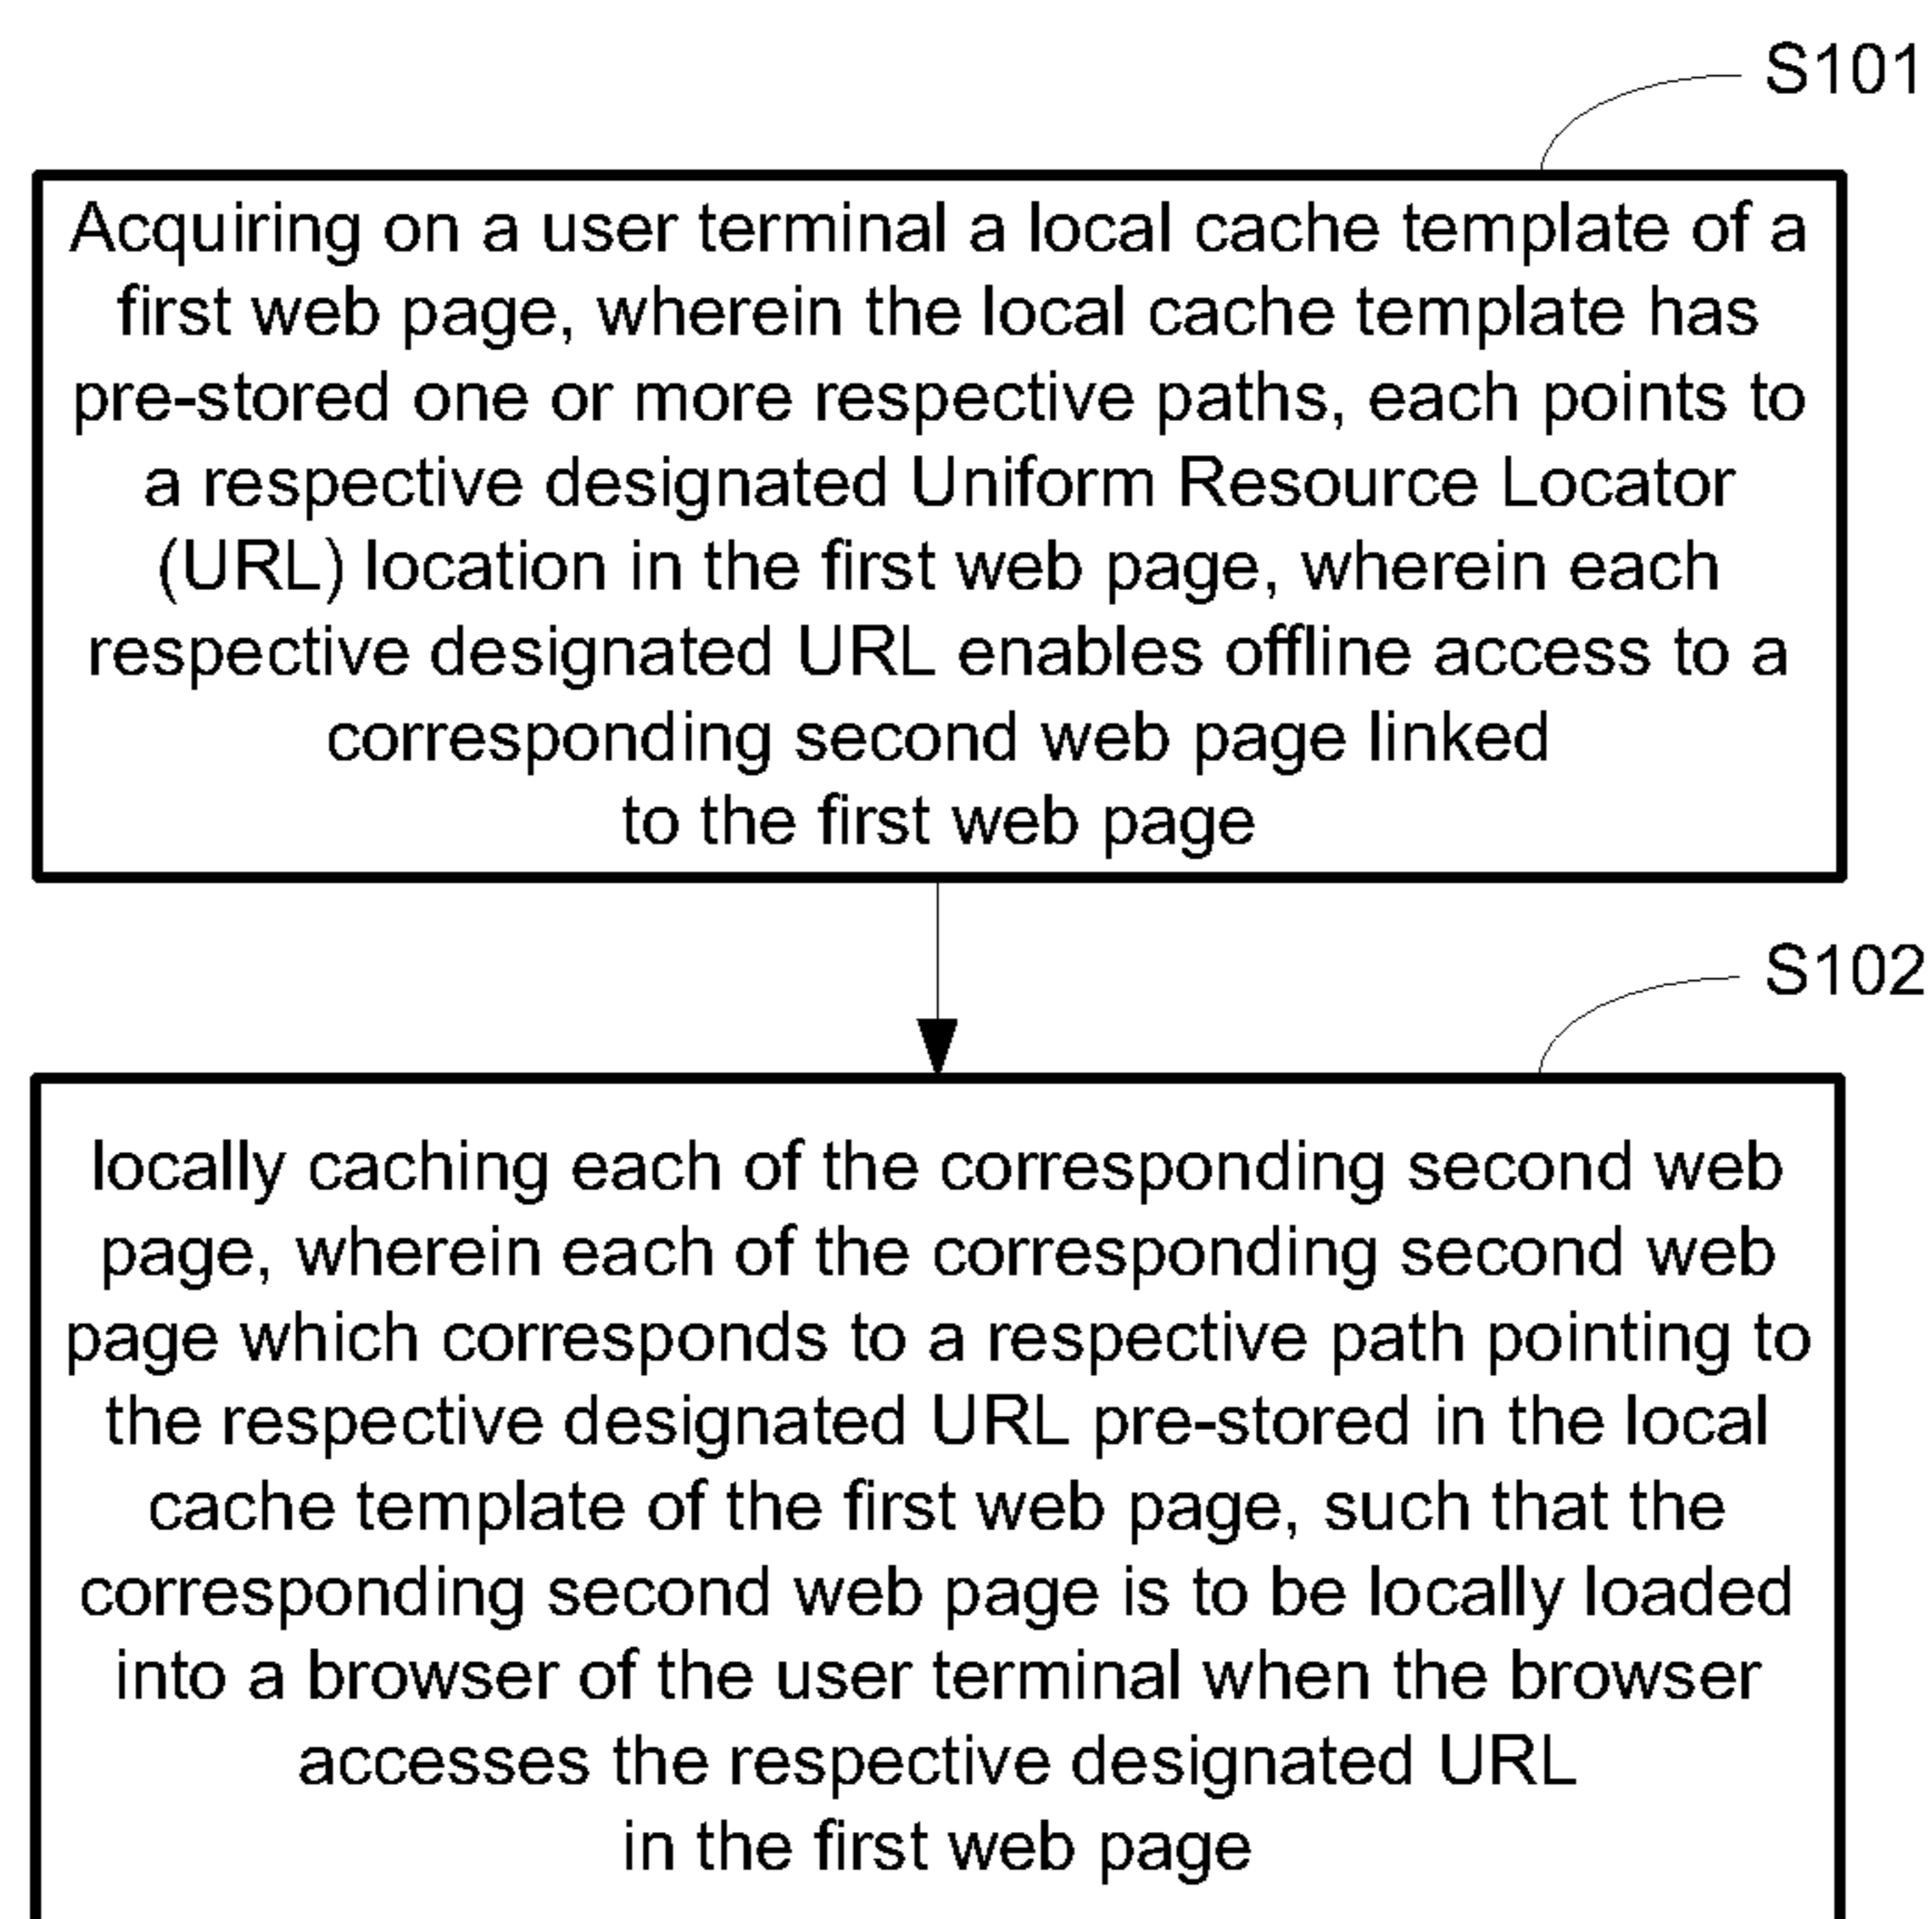 S101
Acquiring on a user terminal a local cache template of a
first web page, wherein the local cache template has
pre-stored one or more respective paths, each points to
a respective designated Uniform Resource Locator
(URL) location in the first web page, wherein each
respective designated URL enables offline access to a
corresponding second web page linked
to the first web page
S102
locally caching each of the corresponding second web
page, wherein each of the corresponding second web
page which corresponds to a respective path pointing to
the respective designated URL pre-stored in the local
cache template of the first web page, such that the
corresponding second web page is to be locally loaded
into a browser of the user terminal when the browser
accesses the respective designated URL
in the first web page